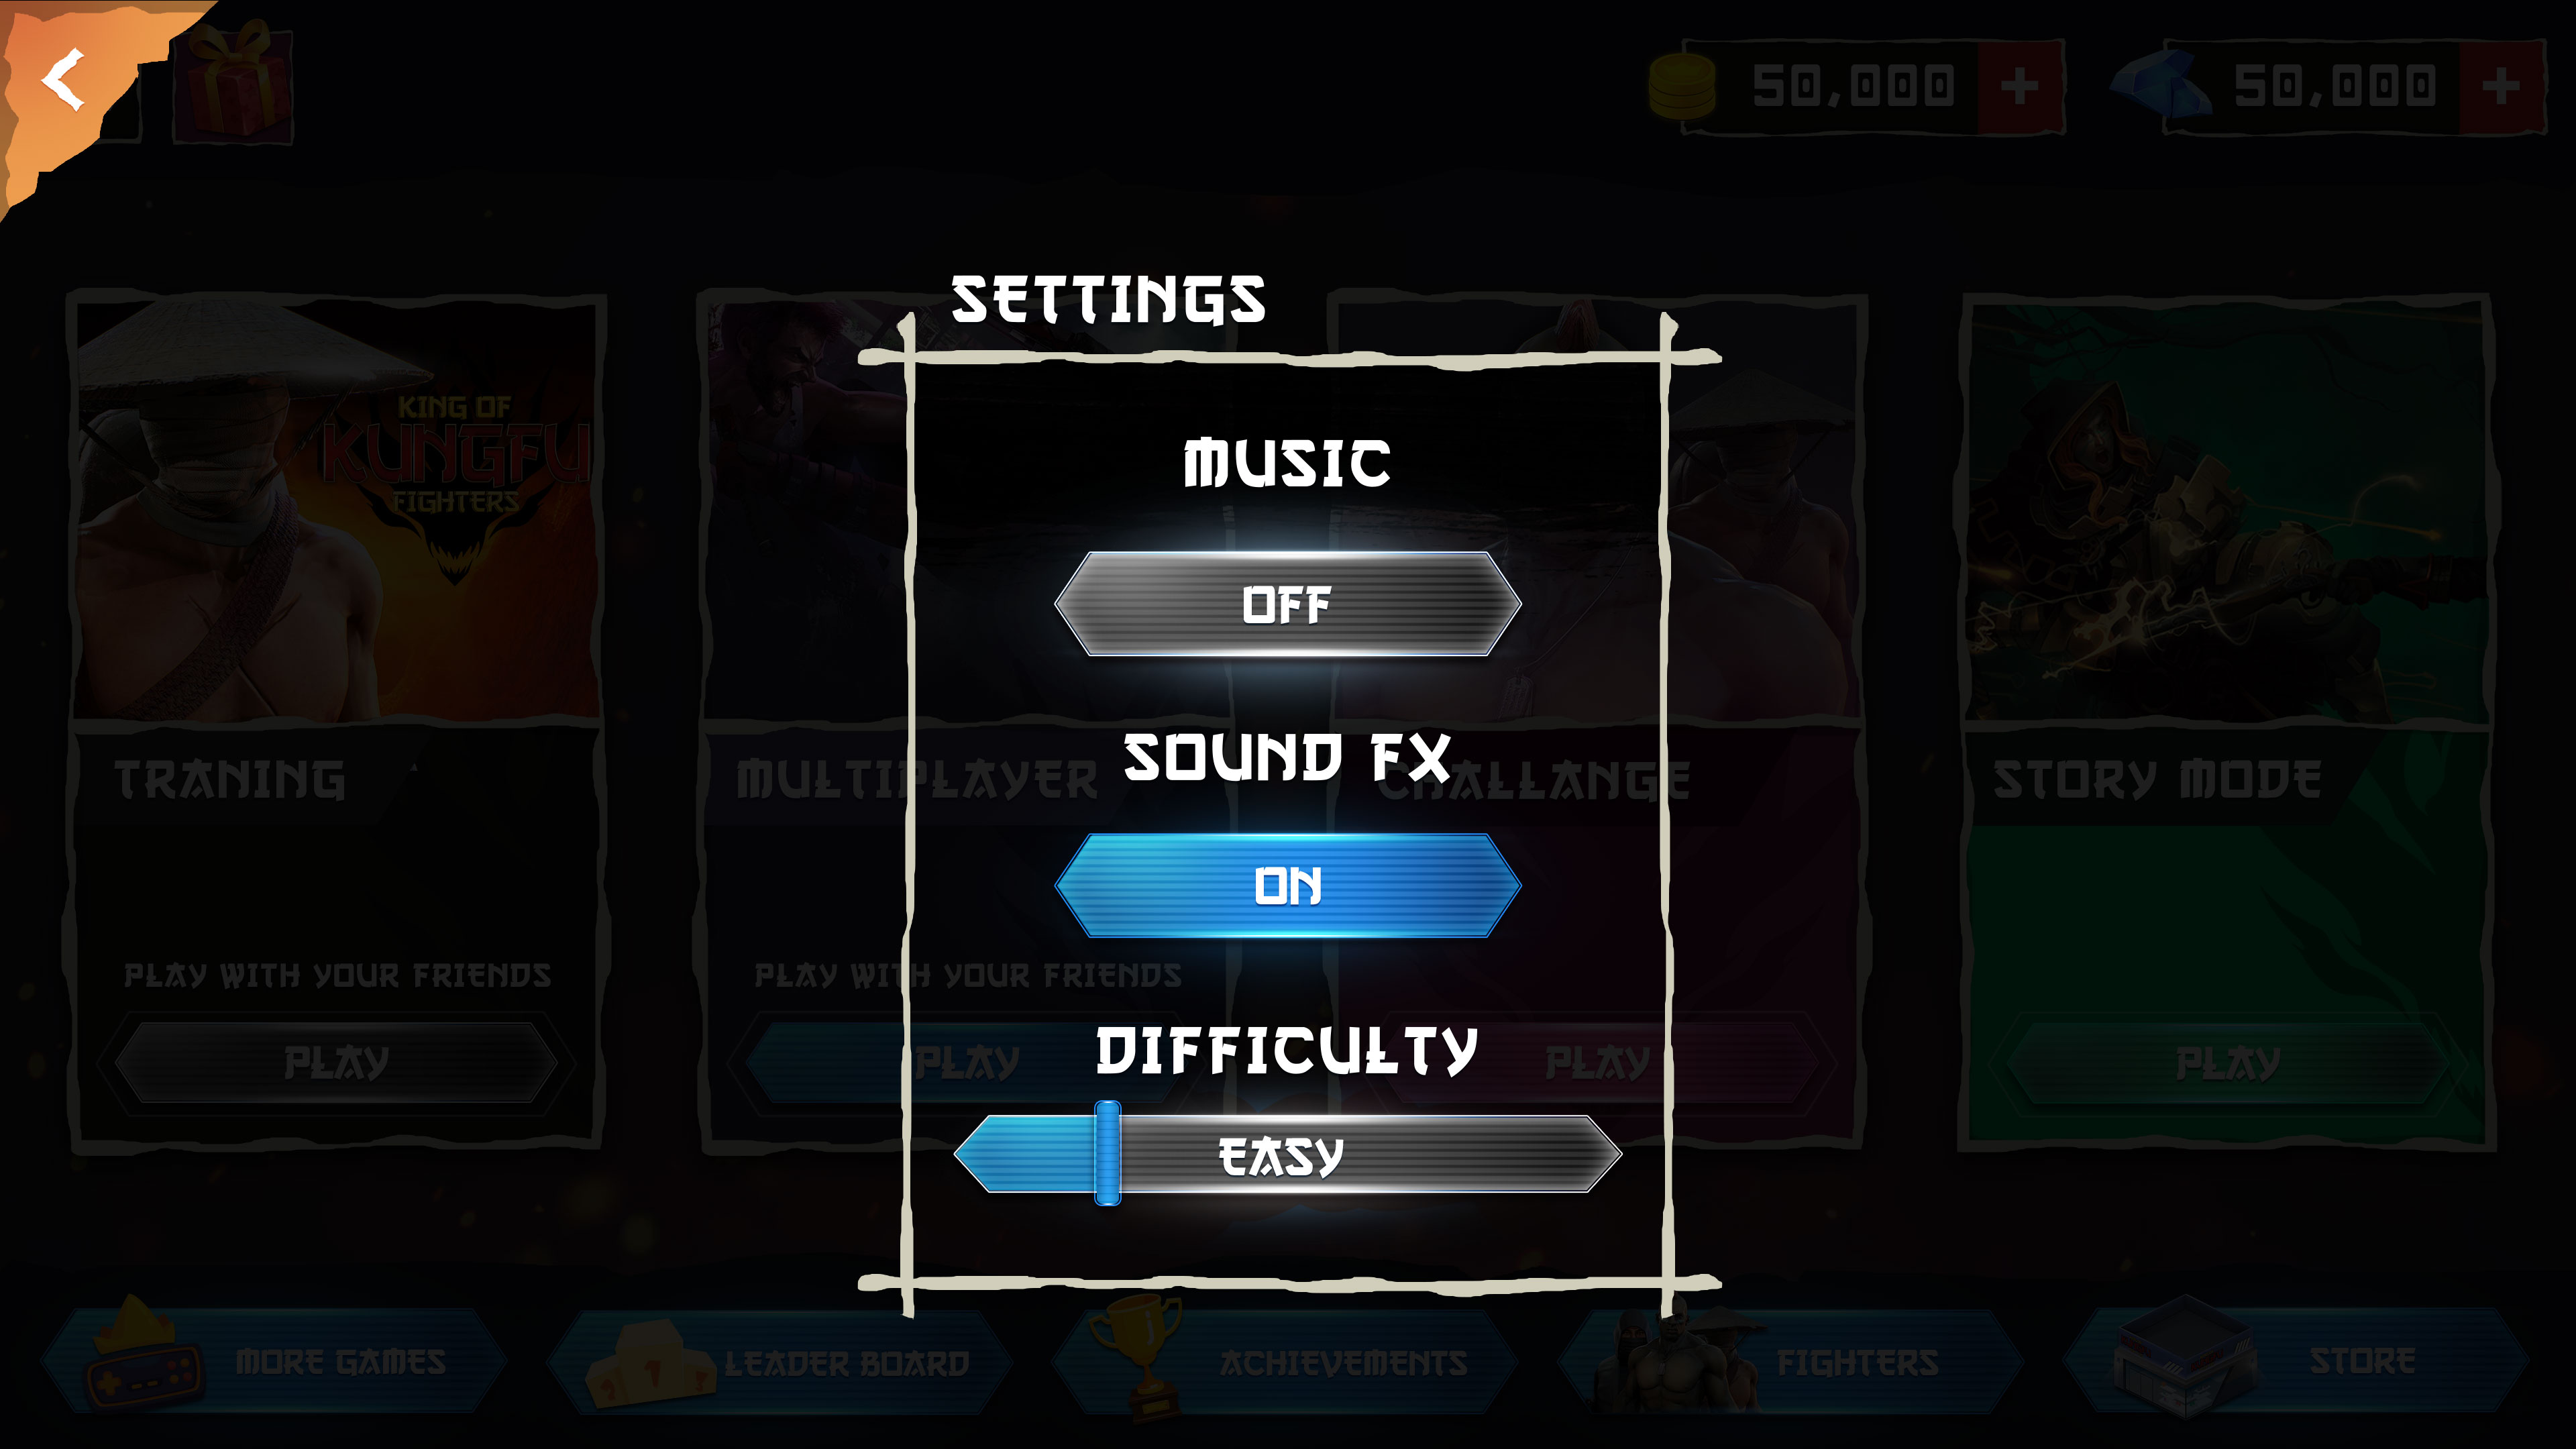 50,000
50,000
SETTINGS
KING OF
KUNGFU
FIGHTERS
MUSIC
OFF
SOUND FX
ON
TRANING
MULTIPLAYER
CHALLANGE
STORY MODE
PLAY WITH YOUR FRIENDS
PLAY WITH YOUR FRIENDS
DIFFICULTY
EASY
PLAY
PLAY
PLAY
PLAY
MORE GAMES
1
LEADER BOARD
ACHIEVEMENTS
FIGHTERS
STORE